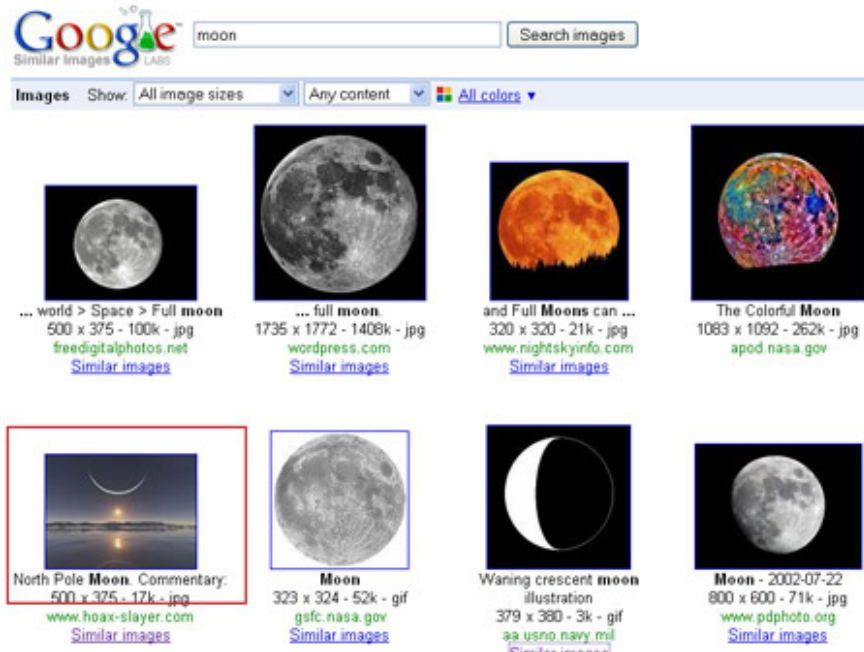 Google
Similar Images LABS
moon Search images
Images Show: All image sizes Any content All colors ▼
... world > Space > Full moon
500 x 375 - 100k - jpg
freedigitalphotos.net
Similar images
... full moon.
1735 x 1772 - 1408k - jpg
wordpress.com
Similar images
and Full Moons can ...
320 x 320 - 21k - jpg
www.nightskyinfo.com
Similar images
The Colorful Moon
1083 x 1092 - 262k - jpg
apod.nasa.gov
North Pole Moon. Commentary:
500 x 375 - 17k - jpg
www.hoax-slayer.com
Similar images
Moon
323 x 324 - 52k - gif
gsfc.nasa.gov
Similar images
Waning crescent moon
illustration
379 x 380 - 3k - gif
aa.usno.navy.mil
Similar images
Moon - 2002-07-22
800 x 600 - 71k - jpg
www.pdphoto.org
Similar images